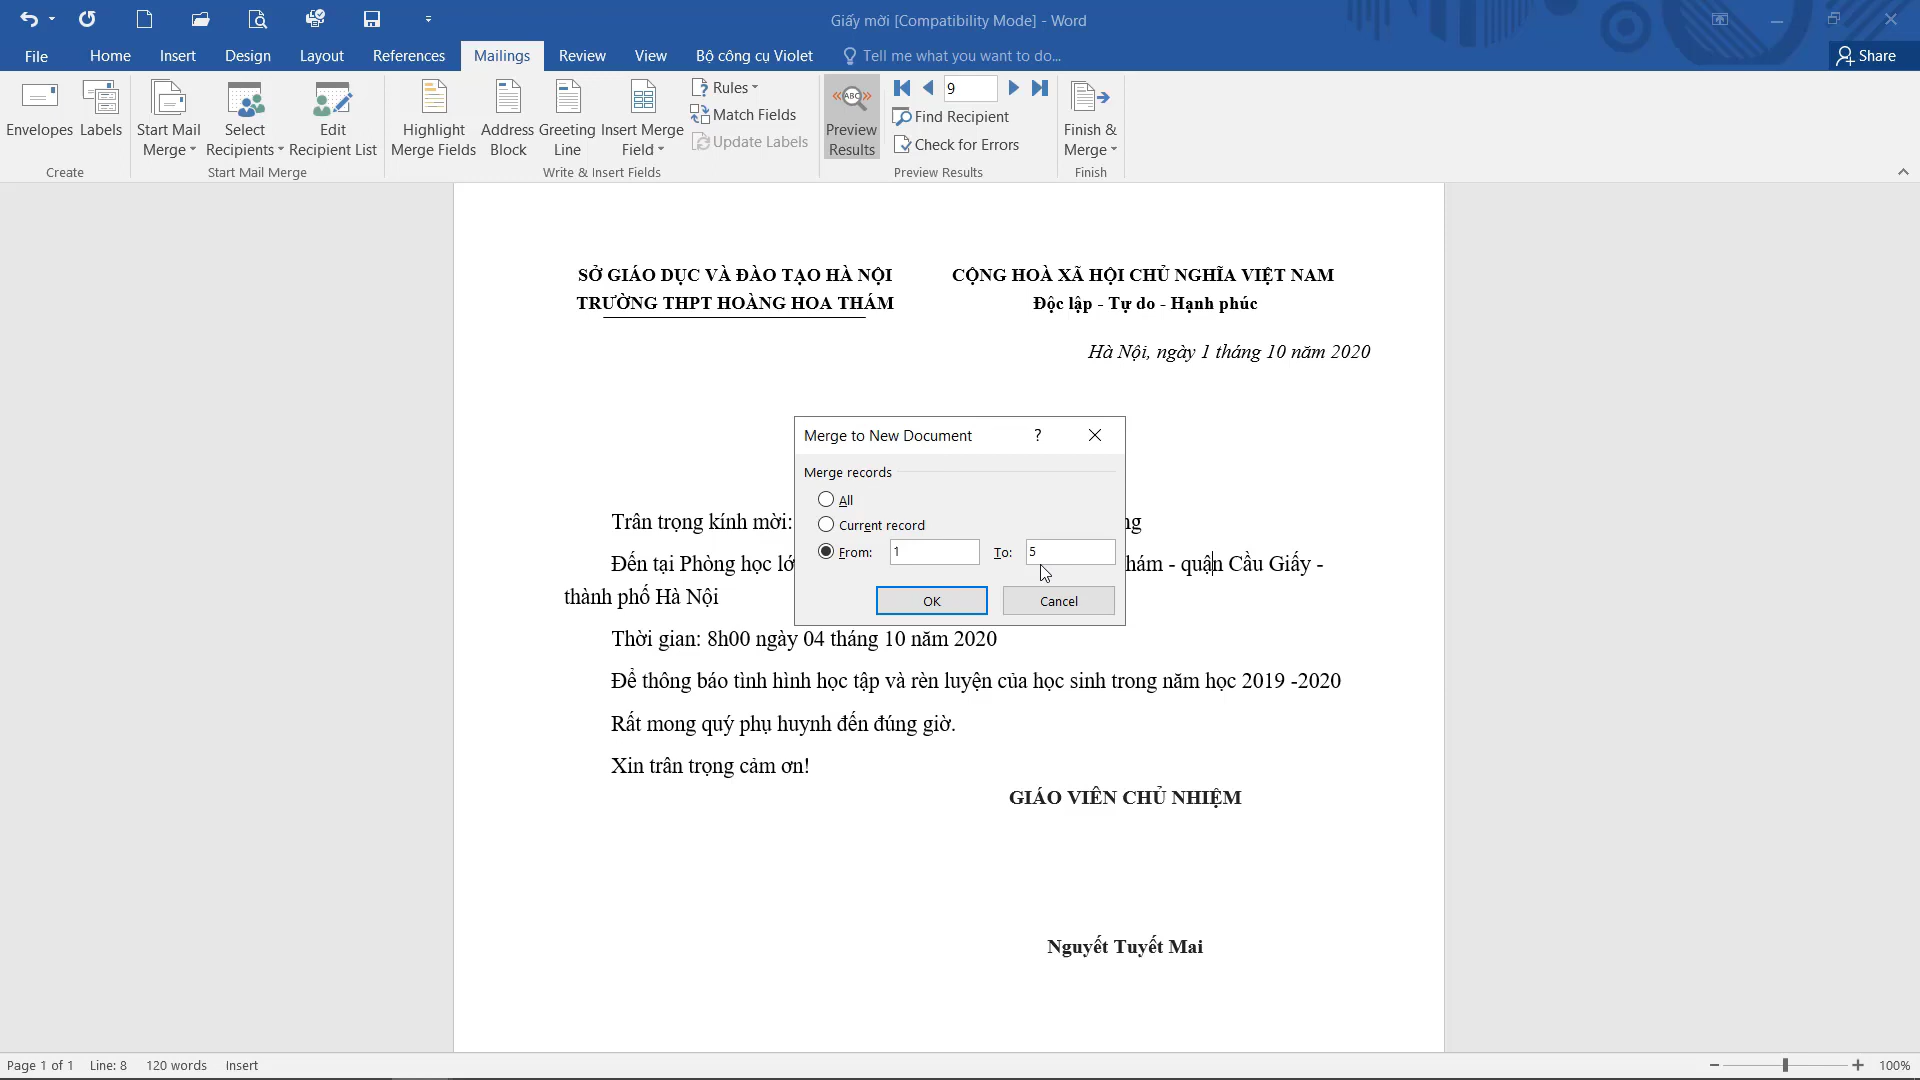 Giấy mời [Compatibility Mode] - Word
File Home Insert Design Layout References Mailings Review View Bộ công cụ Violet Tell me what you want to do... Share
Envelopes Labels
Create
Start Mail Merge Select Recipients Edit Recipient List
Start Mail Merge
Highlight Merge Fields Address Block Greeting Line Insert Merge Field
Rules
Match Fields
Update Labels
Write & Insert Fields
ABC
Preview Results
9
Find Recipient
Check for Errors
Preview Results
Finish & Merge
Finish
SỞ GIÁO DỤC VÀ ĐÀO TẠO HÀ NỘI
TRƯỜNG THPT HOÀNG HOA THÁM
CỘNG HOÀ XÃ HỘI CHỦ NGHĨA VIỆT NAM
Độc lập - Tự do - Hạnh phúc
Hà Nội, ngày 1 tháng 10 năm 2020
Merge to New Document ?
Merge records
All
Current record
From: 1 To: 5
OK Cancel
Trân trọng kính mời: ng
Đến tại Phòng học lớ hám - quận Cầu Giấy -
thành phố Hà Nội
Thời gian: 8h00 ngày 04 tháng 10 năm 2020
Để thông báo tình hình học tập và rèn luyện của học sinh trong năm học 2019 -2020
Rất mong quý phụ huynh đến đúng giờ.
Xin trân trọng cảm ơn!
GIÁO VIÊN CHỦ NHIỆM
Nguyết Tuyết Mai
Page 1 of 1 Line: 8 120 words Insert 100%